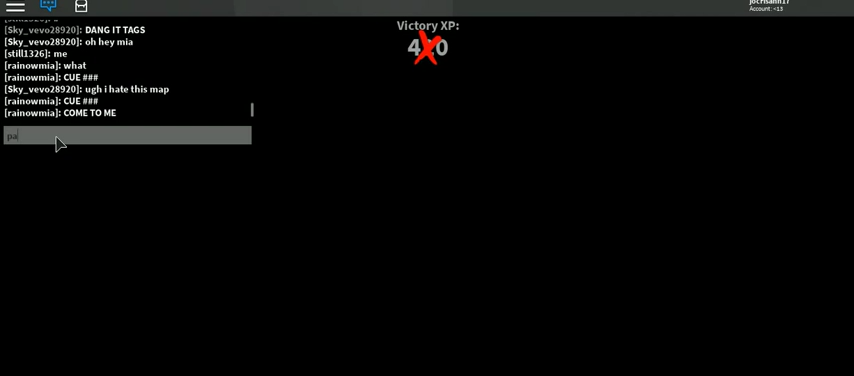 [Sky_vevo28920]: DANG IT TAGS
[Sky_vevo28920]: oh hey mia
[still1326]: me
[rainowmia]: what
[rainowmia]: CUE ###
[Sky_vevo28920]: ugh i hate this map
[rainowmia]: CUE ###
[rainowmia]: COME TO ME
pa
Victory XP:
Account: <13